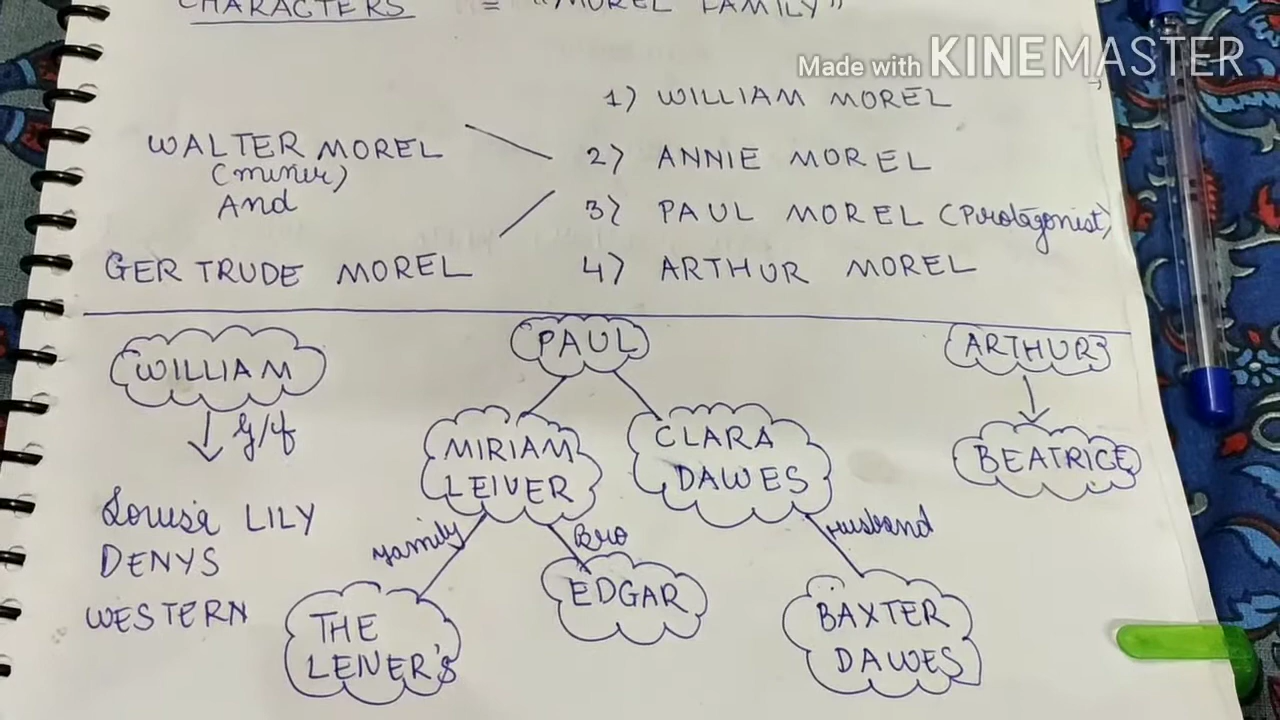 CHARACTERS = "MOREL FAMILY"
Made with KINEMASTER
1) WILLIAM MOREL
WALTER MOREL
(miner)
And
GERTRUDE MOREL
2) ANNIE MOREL
3) PAUL MOREL (Protagonist)
4) ARTHUR MOREL
WILLIAM
g/f
Louisa LILY
DENYS
WESTERN
PAUL
MIRIAM
LEIVER
family
THE
LEIVER'S
Bro
EDGAR
CLARA
DAWES
Husband
BAXTER
DAWES
ARTHUR
BEATRICE